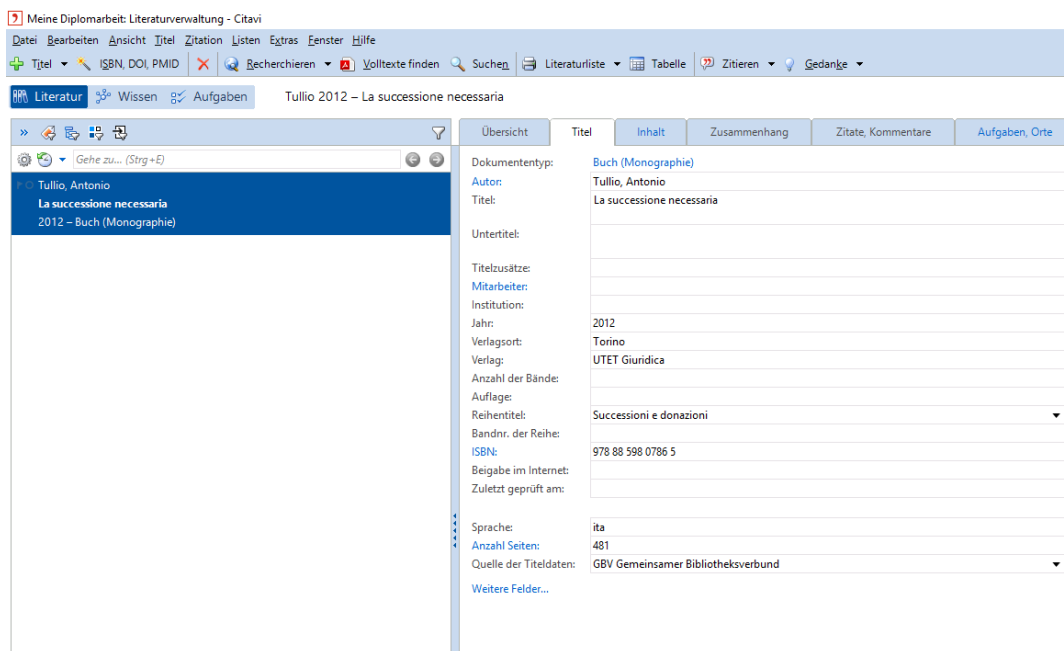 Meine Diplomarbeit: Literaturverwaltung - Citavi
Datei Bearbeiten Ansicht Titel Zitation Listen Extras Fenster Hilfe
Titel ISBN, DOI, PMID Recherchieren Volltexte finden Suchen Literaturliste Tabelle Zitieren Gedanke
Literatur Wissen Aufgaben Tullio 2012 – La successione necessaria
Übersicht Titel Inhalt Zusammenhang Zitate, Kommentare Aufgaben, Orte
Gehe zu... (Strg+E)
Tullio, Antonio
La successione necessaria
2012 – Buch (Monographie)
Dokumententyp: Buch (Monographie)
Autor: Tullio, Antonio
Titel: La successione necessaria
Untertitel:
Titelzusätze:
Mitarbeiter:
Institution:
Jahr: 2012
Verlagsort: Torino
Verlag: UTET Giuridica
Anzahl der Bände:
Auflage:
Reihentitel: Successioni e donazioni
Bandnr. der Reihe:
ISBN: 978 88 598 0786 5
Beigabe im Internet:
Zuletzt geprüft am:
Sprache: ita
Anzahl Seiten: 481
Quelle der Titeldaten: GBV Gemeinsamer Bibliotheksverbund
Weitere Felder...